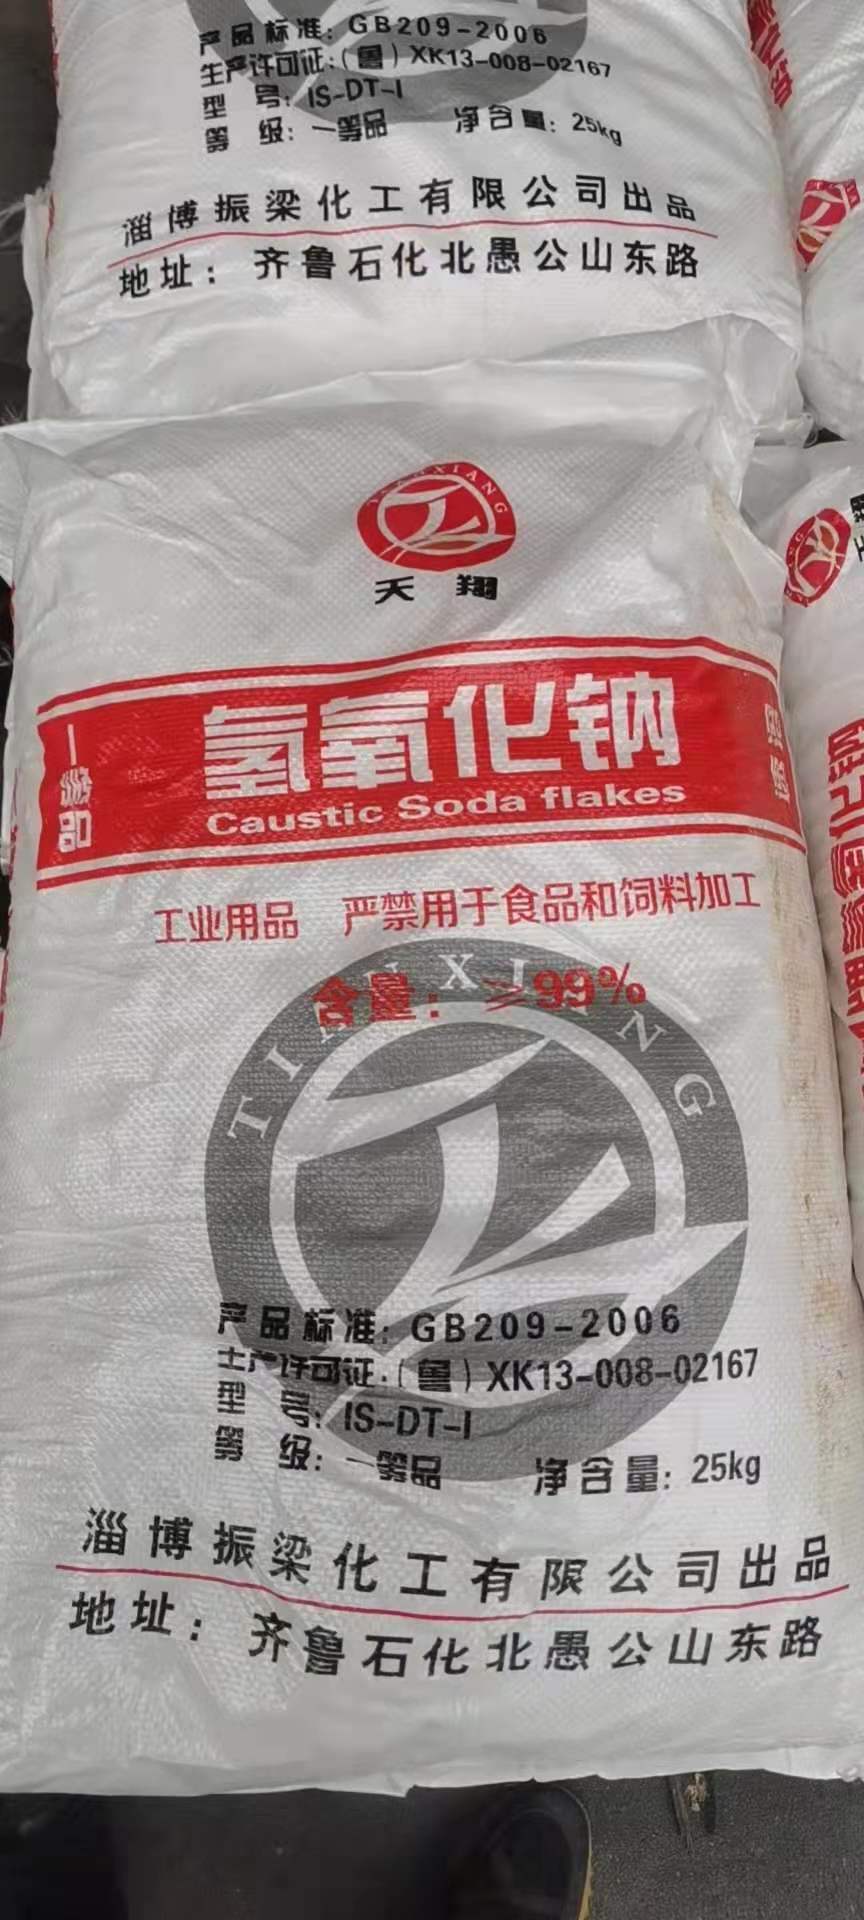 产品标准：GB209-2006
生产许可证：（鲁）XK13-008-02167
型 号：IS-DT-I
等 级：一等品 净含量：25kg
淄博振梁化工有限公司出品
地址：齐鲁石化北愚公山东路
TIANXIANG
天翔
一等品
氢氧化钠
Caustic Soda flakes
工业用品 严禁用于食品和饲料加工
含量：≥99%
TIANXIANG
产品标准：GB209-2006
生产许可证：（鲁）XK13-008-02167
型 号：IS-DT-I
等 级：一等品 净含量：25kg
淄博振梁化工有限公司出品
地址：齐鲁石化北愚公山东路